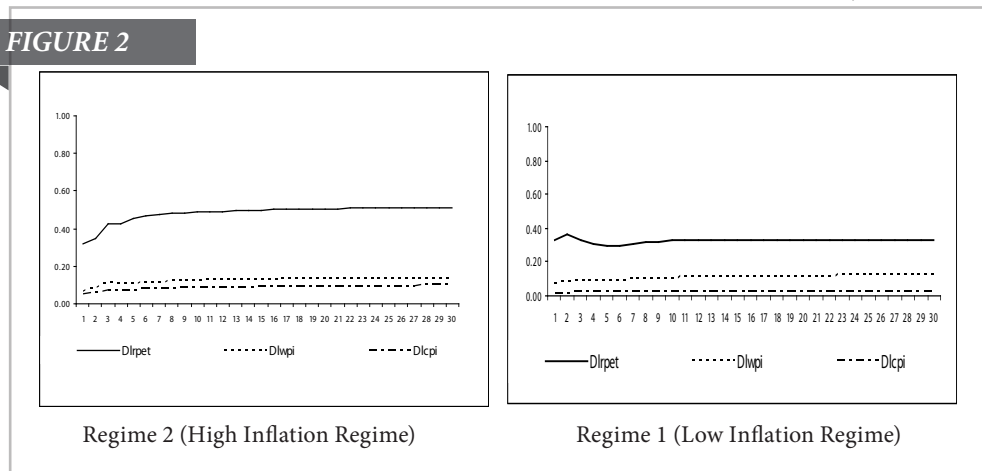 FIGURE 2
1.00
0.80
0.60
0.40
0.20
0.00
1 2 3 4 5 6 7 8 9 10 11 12 13 14 15 16 17 18 19 20 21 22 23 24 25 26 27 28 29 30
Dlrpet Dlwpi Dlcpi
Regime 2 (High Inflation Regime)
1.00
0.80
0.60
0.40
0.20
0.00
1 2 3 4 5 6 7 8 9 10 11 12 13 14 15 16 17 18 19 20 21 22 23 24 25 26 27 28 29 30
Dlrpet Dlwpi Dlcpi
Regime 1 (Low Inflation Regime)